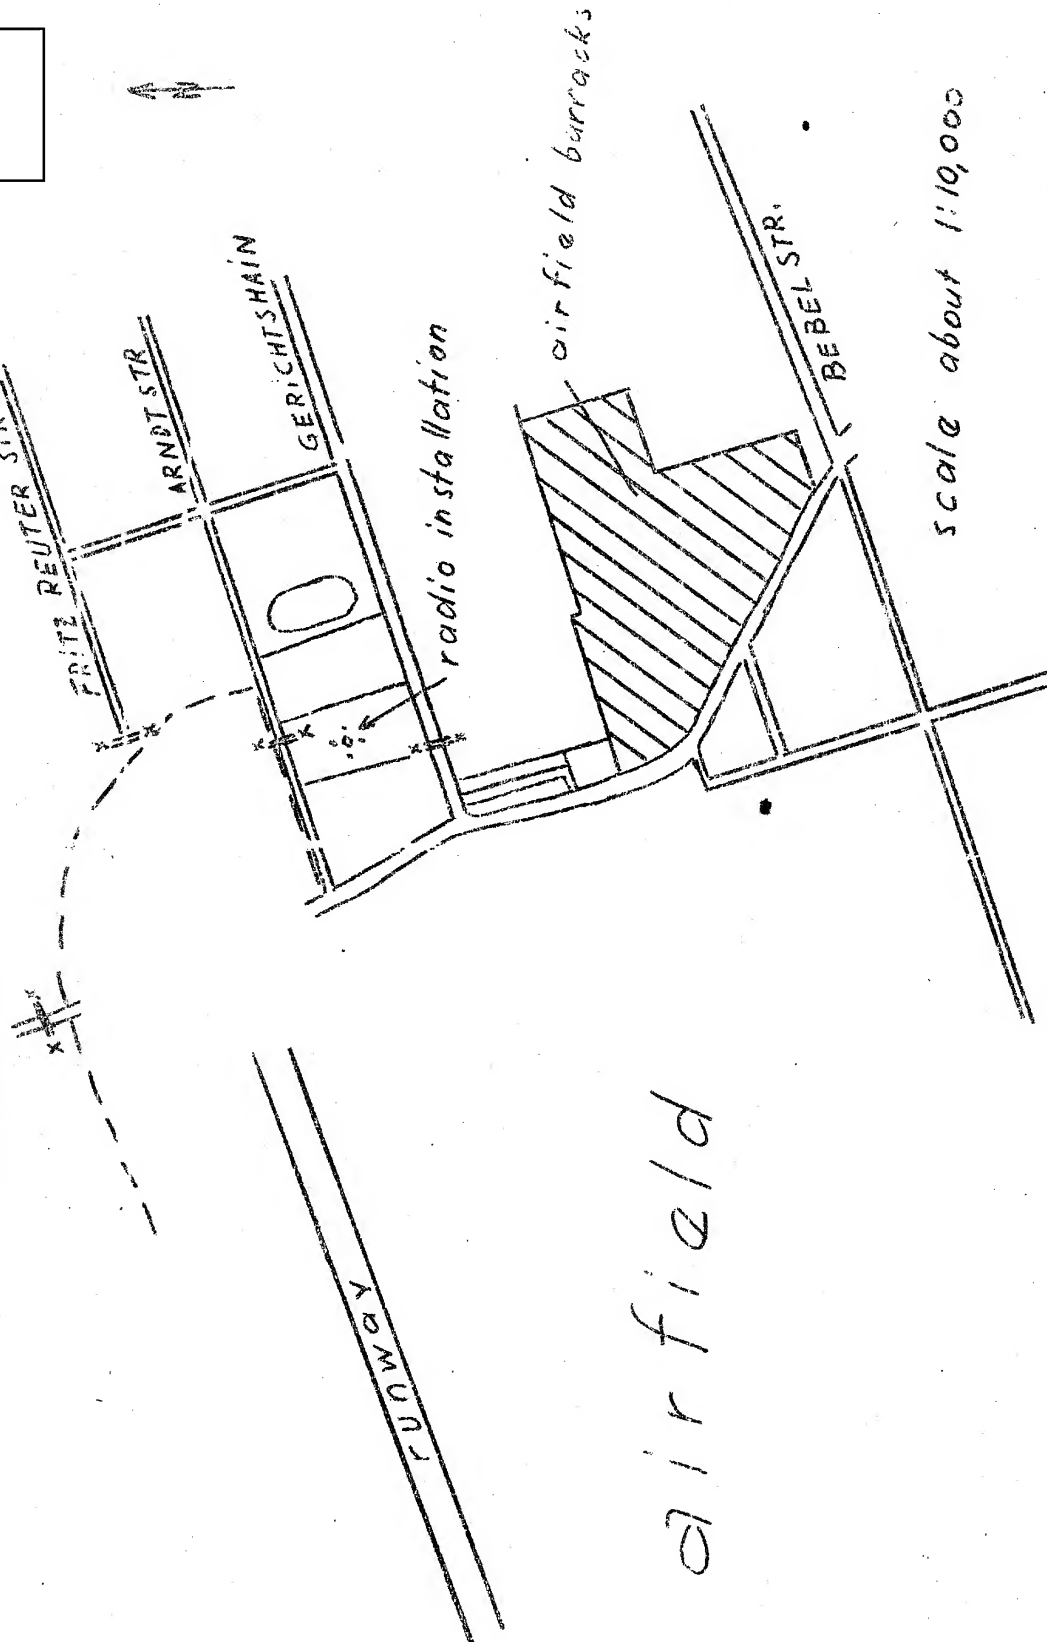 FRITZ REUTER STR
ARNDT STR
GERICHTSHAIN
radio installation
airfield barracks
BEBEL STR.
scale about 1:10,000
runway
airfield